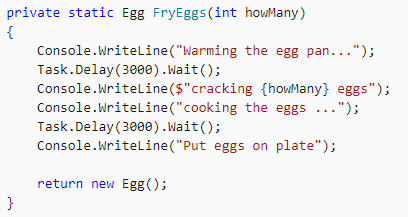 private static Egg FryEggs(int howMany)
{
    Console.WriteLine("Warming the egg pan...");
    Task.Delay(3000).Wait();
    Console.WriteLine($"cracking {howMany} eggs");
    Console.WriteLine("cooking the eggs ...");
    Task.Delay(3000).Wait();
    Console.WriteLine("Put eggs on plate");

    return new Egg();
}